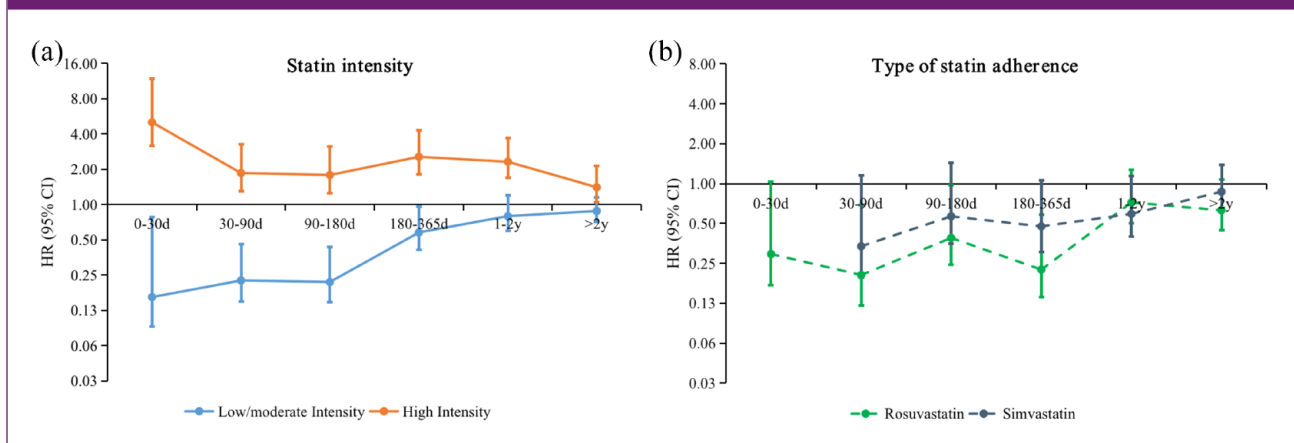 (a)
Statin intensity
HR (95% CI)
16.00
8.00
4.00
2.00
1.00
0.50
0.25
0.13
0.06
0.03
0-30d 30-90d 90-180d 180-365d 1-2y >2y
Low/moderate Intensity High Intensity
(b)
Type of statin adherence
HR (95% CI)
8.00
4.00
2.00
1.00
0.50
0.25
0.13
0.06
0.03
0-30d 30-90d 90-180d 180-365d 1-2y >2y
Rosuvastatin Simvastatin